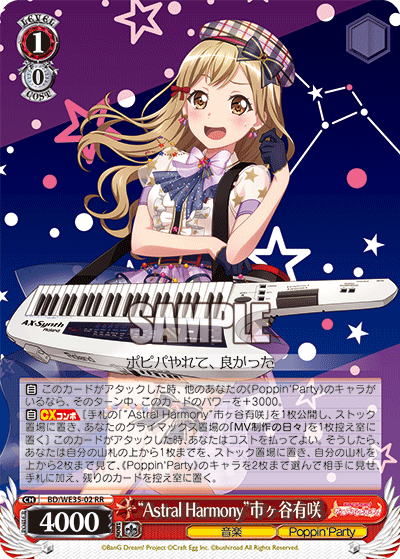 LEVEL
1
0
COST
AX-Synth
Roland
Roland
SAMPLE
ポピパやれて、良かった
自 このカードがアタックした時、他のあなたの《Poppin'Party》のキャラが
いるなら、そのターン中、このカードのパワーを+3000。
自 CXコンボ [手札の「“Astral Harmony”市ヶ谷有咲」を1枚公開し、ストック
置場に置き、あなたのクライマックス置場の「MV制作の日々」を1枚控え室
に置く] このカードがアタックした時、あなたはコストを払ってよい。そうしたら、
あなたは自分の山札の上から1枚までを、ストック置場に置き、自分の山札を
上から2枚まで見て、《Poppin'Party》のキャラを2枚まで選んで相手に見せ、
手札に加え、残りのカードを控え室に置く。
CH BD/WE35-02 RR
4000
“Astral Harmony”市ヶ谷有咲
音楽
Poppin'Party
©BanG Dream! Project ©Craft Egg Inc. ©bushiroad All Rights Reserved.